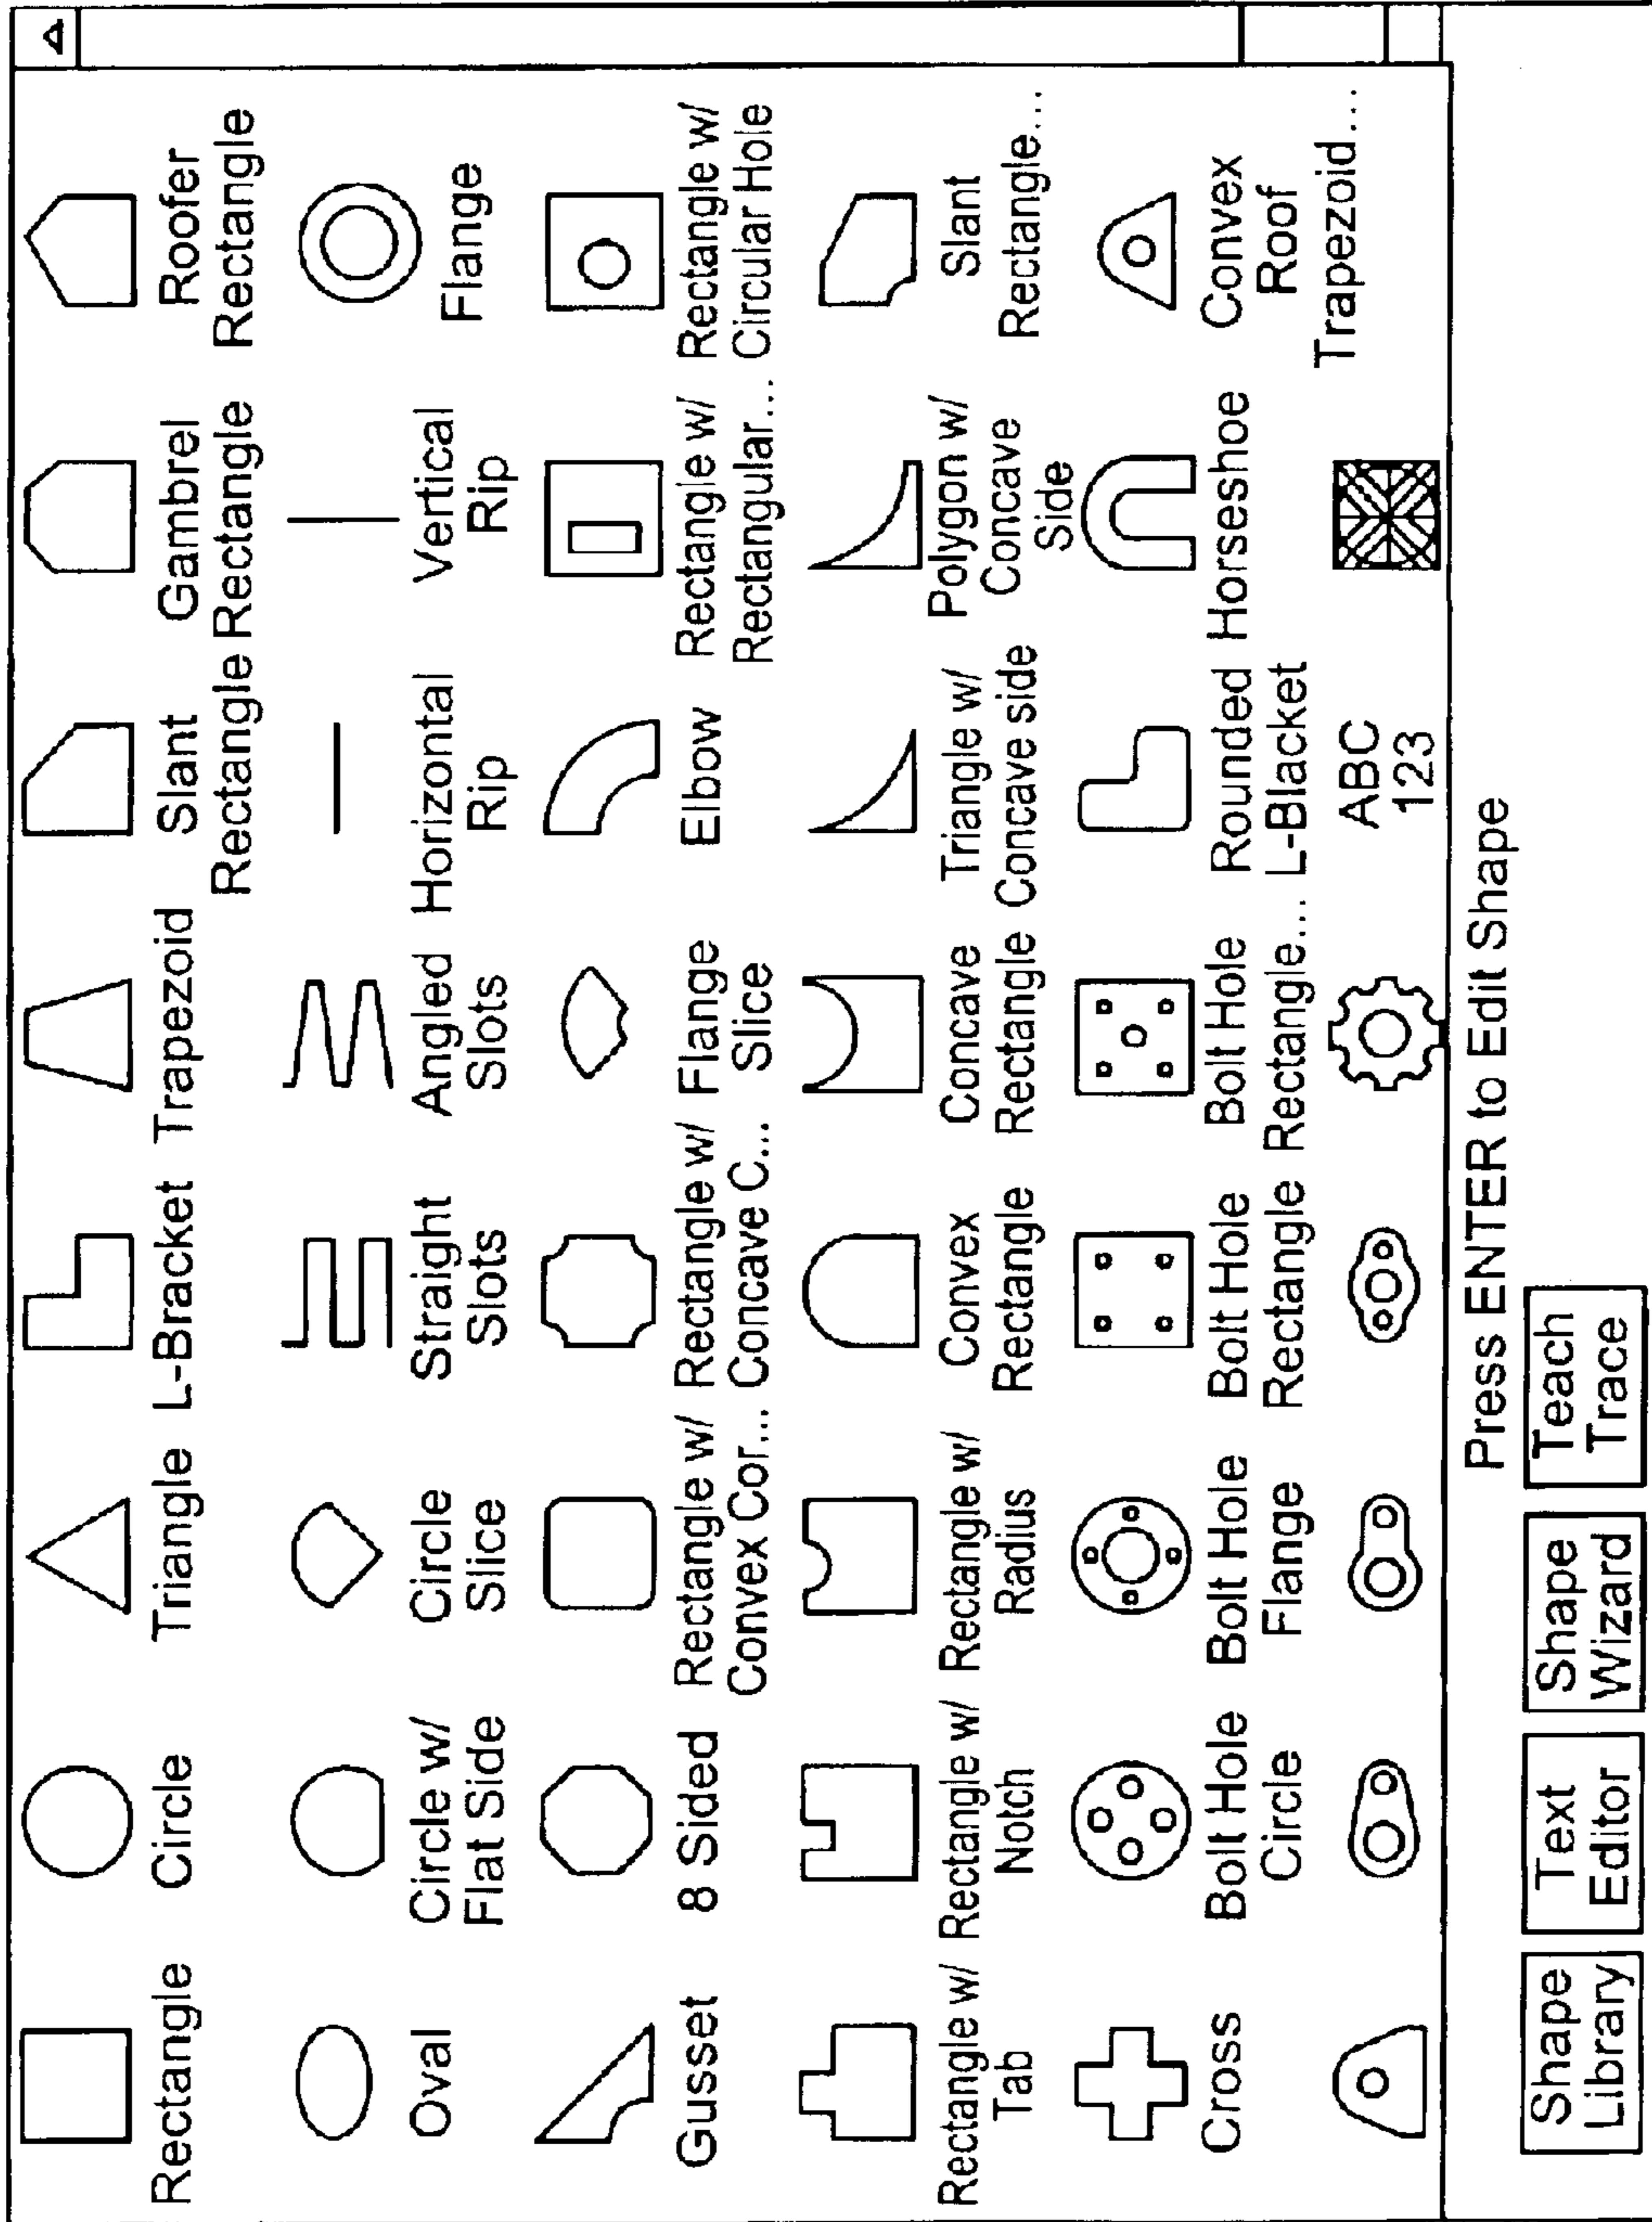 Rectangle
Circle
Triangle
L-Bracket
Trapezoid
Slant
Rectangle
Gambrel
Rectangle
Roofer
Rectangle
Oval
Circle w/
Flat Side
Circle
Slice
Straight
Slots
Angled
Slots
Horizontal
Rip
Vertical
Rip
Flange
Gusset
8 Sided
Rectangle w/
Convex Cor...
Rectangle w/
Concave C...
Flange
Slice
Elbow
Rectangle w/
Rectangular...
Rectangle w/
Circular Hole
Rectangle w/
Tab
Rectangle w/
Notch
Rectangle w/
Radius
Convex
Rectangle
Concave
Rectangle
Triangle w/
Concave side
Polygon w/
Concave
Side
Slant
Rectangle...
Cross
Bolt Hole
Circle
Bolt Hole
Flange
Bolt Hole
Rectangle
Bolt Hole
Rectangle...
Rounded
L-Blacket
Horseshoe
Convex
Roof
Trapezoid...
ABC
123
Press ENTER to Edit Shape
Shape
Library
Text
Editor
Shape
Wizard
Teach
Trace